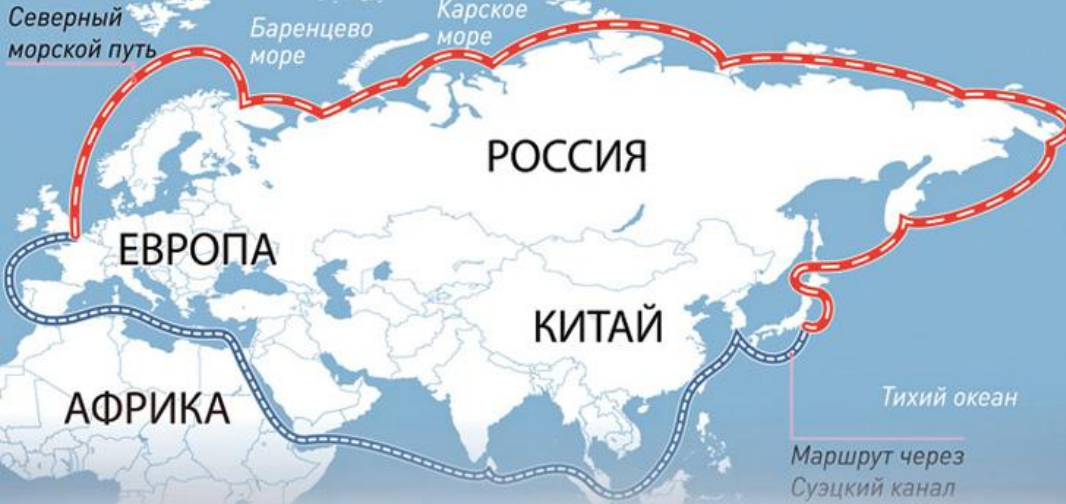 Северный
морской путь
Баренцево
море
Карское
море
РОССИЯ
ЕВРОПА
КИТАЙ
АФРИКА
Тихий океан
Маршрут через
Суэцкий канал